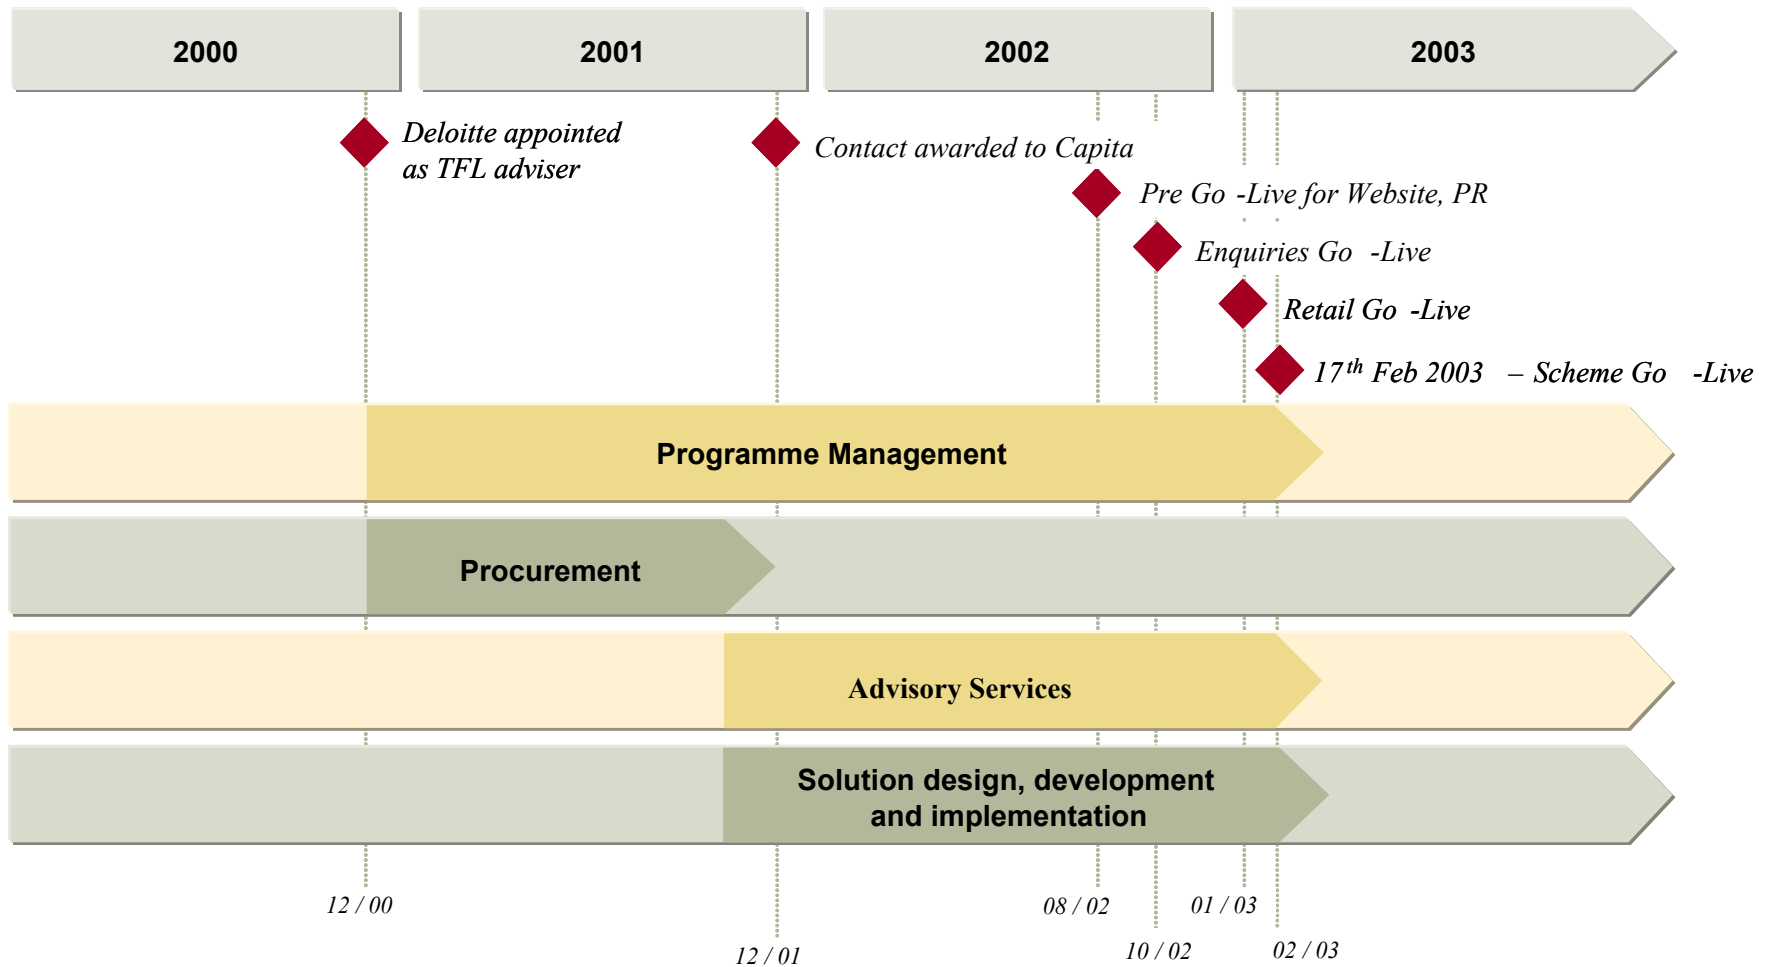 2000
2001
2002
2003
Deloitte appointed
as TFL adviser
Contact awarded to Capita
Pre Go -Live for Website, PR
Enquiries Go -Live
Retail Go -Live
17th Feb 2003 – Scheme Go -Live
Programme Management
Procurement
Advisory Services
Solution design, development
and implementation
12 / 00
12 / 01
08 / 02
10 / 02
01 / 03
02 / 03